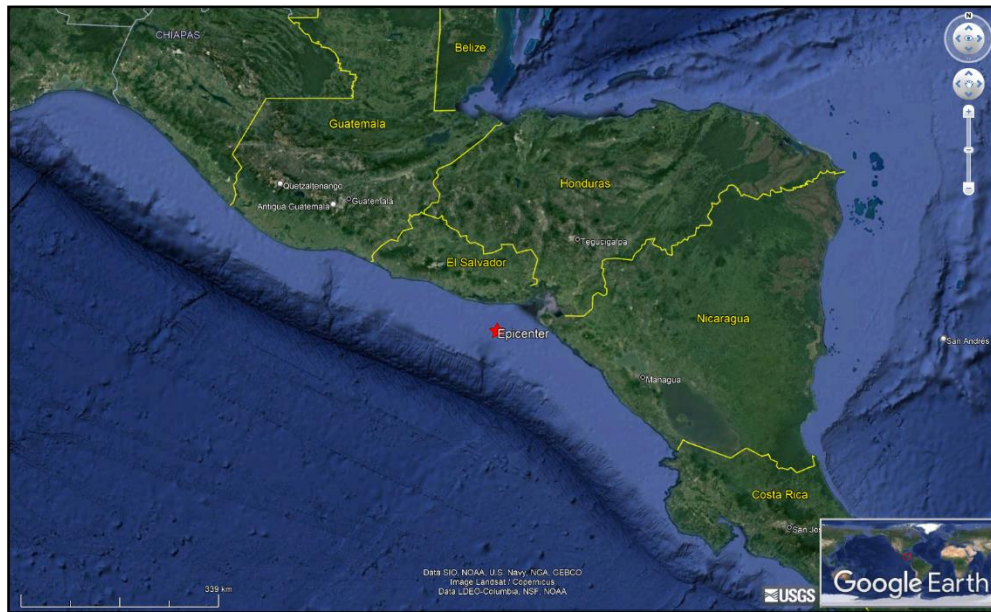 CHIAPAS
Belize
N
Guatemala
Quetzaltenango
Antigua Guatemala
Guatemala
Honduras
Tegucigalpa
El Salvador
Nicaragua
Epicenter
San Andrés
Managua
Costa Rica
San Jos
339 km
Data SIO, NOAA, U.S. Navy, NGA, GEBCO
Image Landsat / Copernicus
Data LDEO-Columbia, NSF, NOAA
USGS
Google Earth